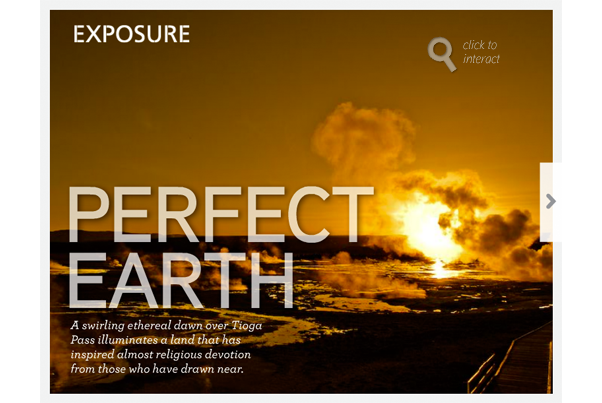 EXPOSURE
click to
interact
PERFECT
EARTH
A swirling ethereal dawn over Tioga
Pass illuminates a land that has
inspired almost religious devotion
from those who have drawn near.